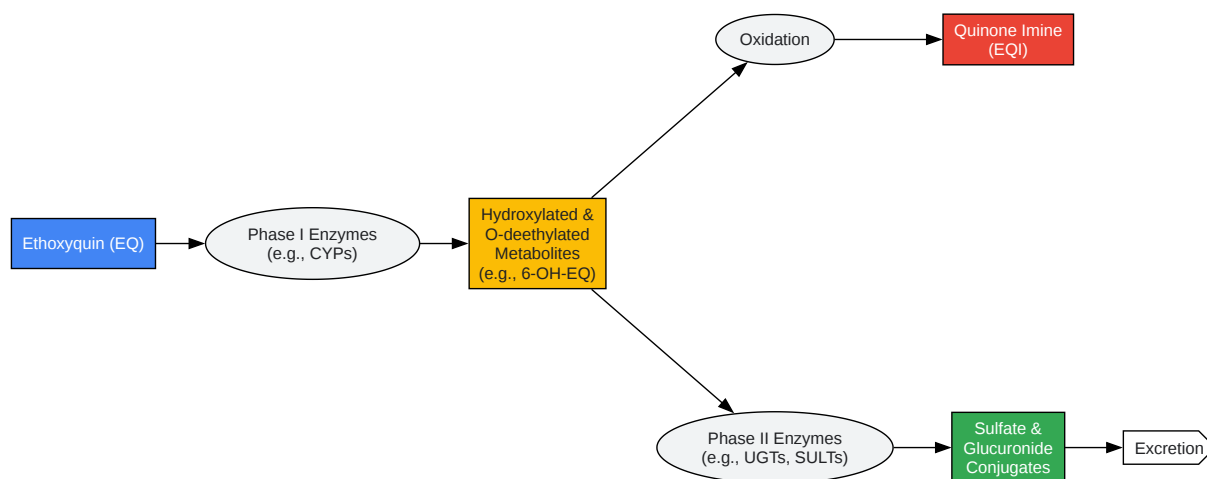 Oxidation
Quinone Imine
(EQI)
Ethoxyquin (EQ)
Phase I Enzymes
(e.g., CYPs)
Hydroxylated &
O-deethylated
Metabolites
(e.g., 6-OH-EQ)
Phase II Enzymes
(e.g., UGTs, SULTs)
Sulfate &
Glucuronide
Conjugates
Excretion